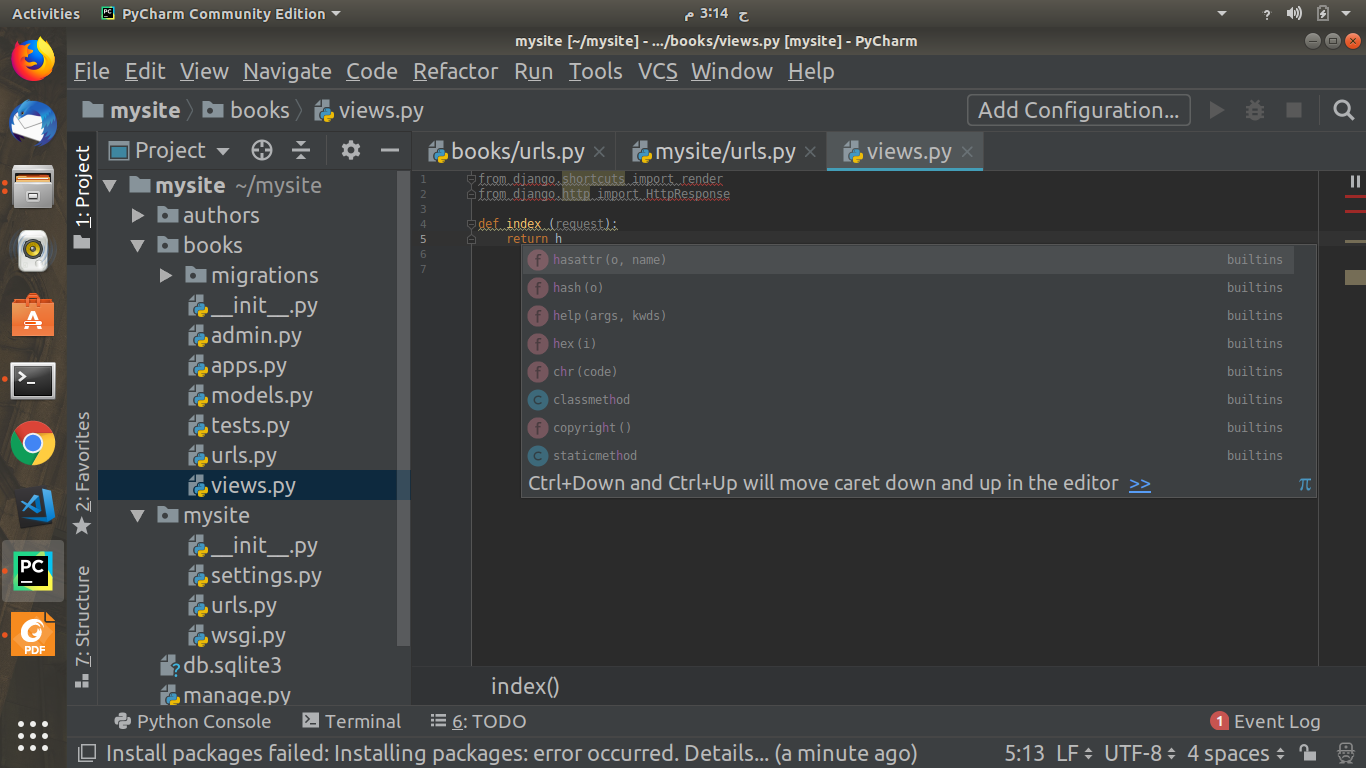 Activities PyCharm Community Edition ح 3:14 م ?
mysite [~/mysite] - .../books/views.py [mysite] - PyCharm
File Edit View Navigate Code Refactor Run Tools VCS Window Help
mysite books views.py Add Configuration...
1: Project
2: Favorites
7: Structure
Project
mysite ~/mysite
authors
books
migrations
__init__.py
admin.py
apps.py
models.py
tests.py
urls.py
views.py
mysite
__init__.py
settings.py
urls.py
wsgi.py
db.sqlite3
manage.py
books/urls.py mysite/urls.py views.py
1 from django.shortcuts import render
2 from django.http import HttpResponse
3
4 def index (request):
5 return h
6
7
f hasattr(o, name) builtins
f hash(o) builtins
f help(args, kwds) builtins
f hex(i) builtins
f chr(code) builtins
C classmethod builtins
f copyright() builtins
C staticmethod builtins
Ctrl+Down and Ctrl+Up will move caret down and up in the editor >> π
index()
PC
PDF
Python Console Terminal 6: TODO 1 Event Log
Install packages failed: Installing packages: error occurred. Details... (a minute ago) 5:13 LF UTF-8 4 spaces